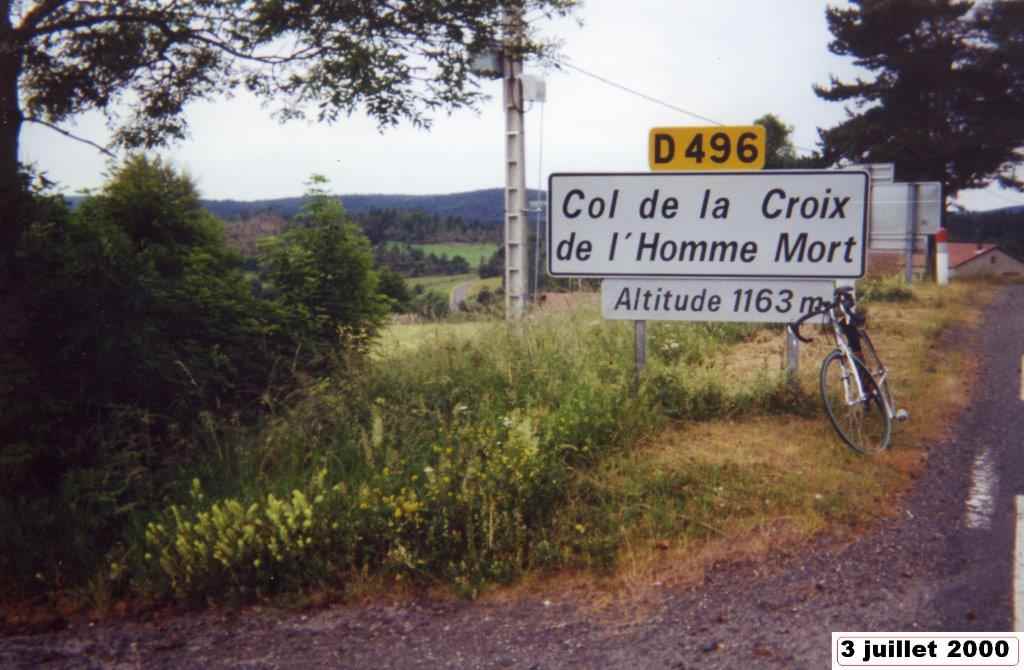 D 496
Col de la Croix
de l'Homme Mort
Altitude 1163 m
3 juillet 2000